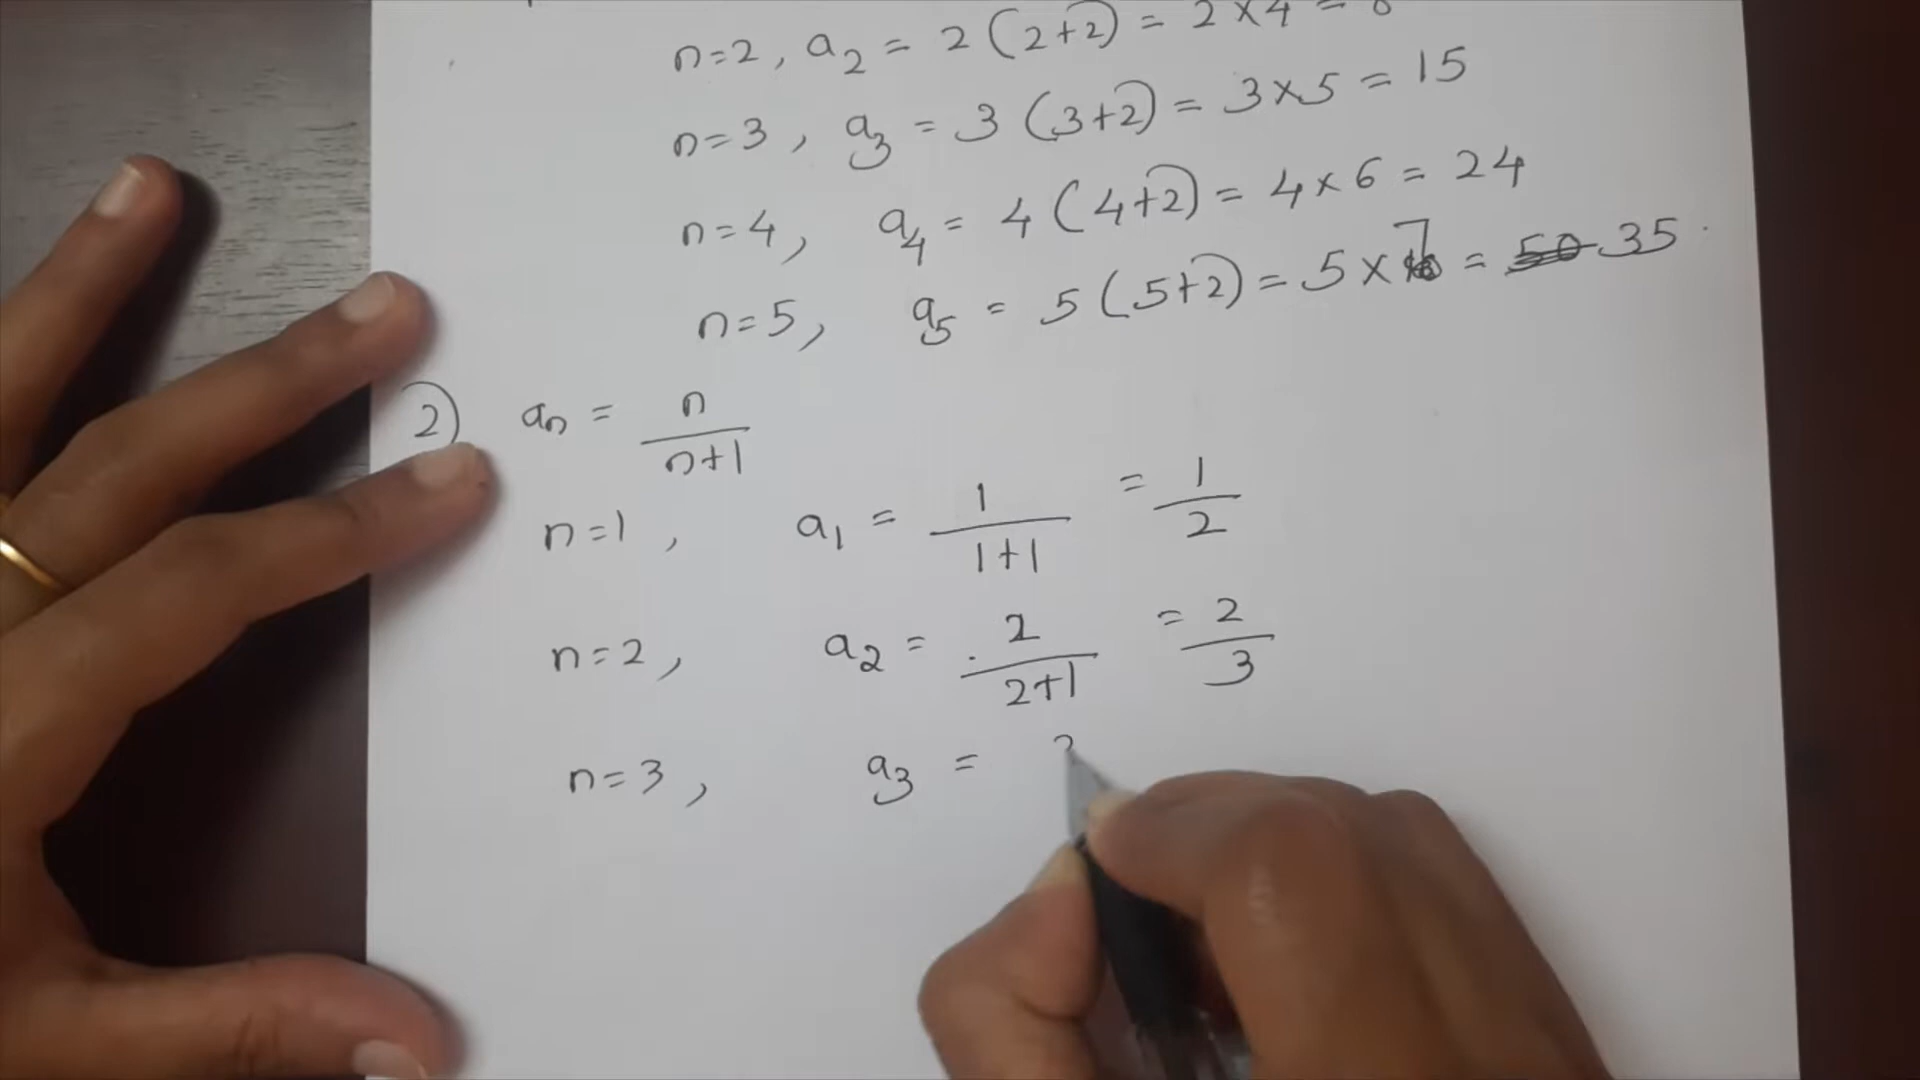 n=2, a₂ = 2(2+2) = 2×4 =
n=3, a₃ = 3(3+2) = 3×5 = 15
n=4, a₄ = 4(4+2) = 4×6 = 24
n=5, a₅ = 5(5+2) = 5×7 = 35
2) aₙ = n/n+1
n=1, a₁ = 1/1+1 = 1/2
n=2, a₂ = 2/2+1 = 2/3
n=3, a₃ =